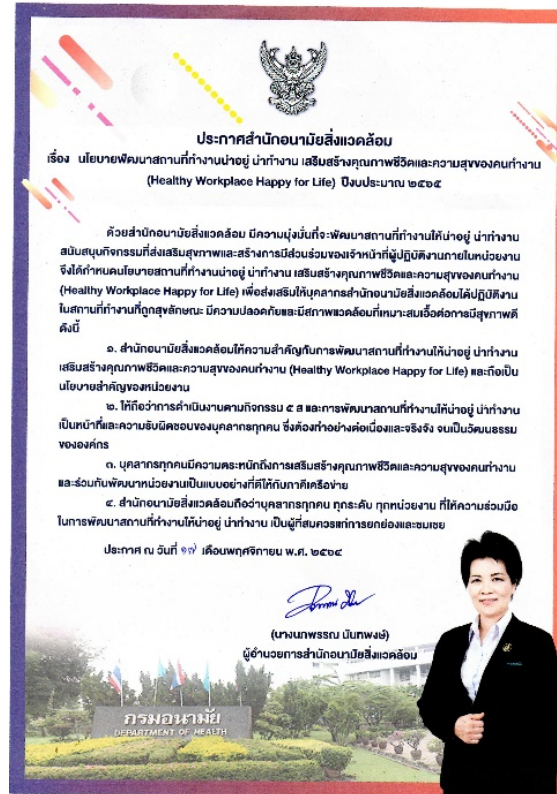 ประกาศสำนักอนามัยสิ่งแวดล้อม
เรื่อง นโยบายพัฒนาสถานที่ทำงานน่าอยู่ น่าทำงาน เสริมสร้างคุณภาพชีวิตและความสุขของคนทำงาน
(Healthy Workplace Happy for Life) ปีงบประมาณ ๒๕๖๕
ด้วยสำนักอนามัยสิ่งแวดล้อม มีความมุ่งมั่นที่จะพัฒนาสถานที่ทำงานให้น่าอยู่ น่าทำงาน
สนับสนุนกิจกรรมที่ส่งเสริมสุขภาพและสร้างการมีส่วนร่วมของเจ้าหน้าที่ผู้ปฏิบัติงานภายในหน่วยงาน
จึงได้กำหนดนโยบายสถานที่ทำงานน่าอยู่ น่าทำงาน เสริมสร้างคุณภาพชีวิตและความสุขของคนทำงาน
(Healthy Workplace Happy for Life) เพื่อส่งเสริมให้บุคลากรสำนักอนามัยสิ่งแวดล้อมได้ปฏิบัติงาน
ในสถานที่ทำงานที่ถูกสุขลักษณะ มีความปลอดภัยและมีสภาพแวดล้อมที่เหมาะสมเอื้อต่อการมีสุขภาพดี
ดังนี้
๑. สำนักอนามัยสิ่งแวดล้อมให้ความสำคัญกับการพัฒนาสถานที่ทำงานให้น่าอยู่ น่าทำงาน
เสริมสร้างคุณภาพชีวิตและความสุขของคนทำงาน (Healthy Workplace Happy for Life) และถือเป็น
นโยบายสำคัญของหน่วยงาน
๒. ให้ถือว่าการดำเนินงานตามกิจกรรม ๕ ส และการพัฒนาสถานที่ทำงานให้น่าอยู่ น่าทำงาน
เป็นหน้าที่และความรับผิดชอบของบุคลากรทุกคน ซึ่งต้องทำอย่างต่อเนื่องและจริงจัง จนเป็นวัฒนธรรม
ขององค์กร
๓. บุคลากรทุกคนมีความตระหนักถึงการเสริมสร้างคุณภาพชีวิตและความสุขของคนทำงาน
และร่วมกันพัฒนาหน่วยงานเป็นแบบอย่างที่ดีให้กับภาคีเครือข่าย
๔. สำนักอนามัยสิ่งแวดล้อมถือว่าบุคลากรทุกคน ทุกระดับ ทุกหน่วยงาน ที่ให้ความร่วมมือ
ในการพัฒนาสถานที่ทำงานให้น่าอยู่ น่าทำงาน เป็นผู้ที่สมควรแก่การยกย่องและชมเชย
ประกาศ ณ วันที่ ๑๗ เดือนพฤศจิกายน พ.ศ. ๒๕๖๔
(นางนภพรรณ นันทพงษ์)
ผู้อำนวยการสำนักอนามัยสิ่งแวดล้อม
กรมอนามัย
DEPARTMENT OF HEALTH